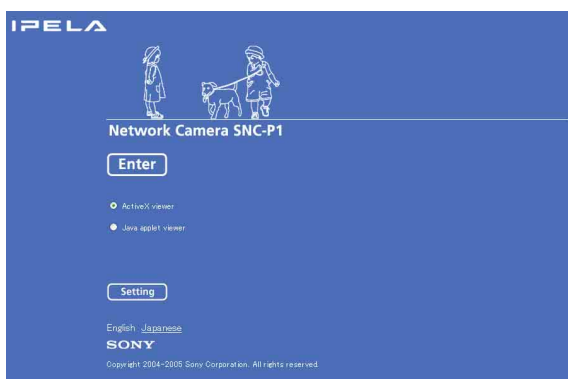 IPELA
Network Camera SNC-P1
Enter
ActiveX viewer
Java applet viewer
Setting
English Japanese
SONY
Copyright 2004-2005 Sony Corporation. All rights reserved.